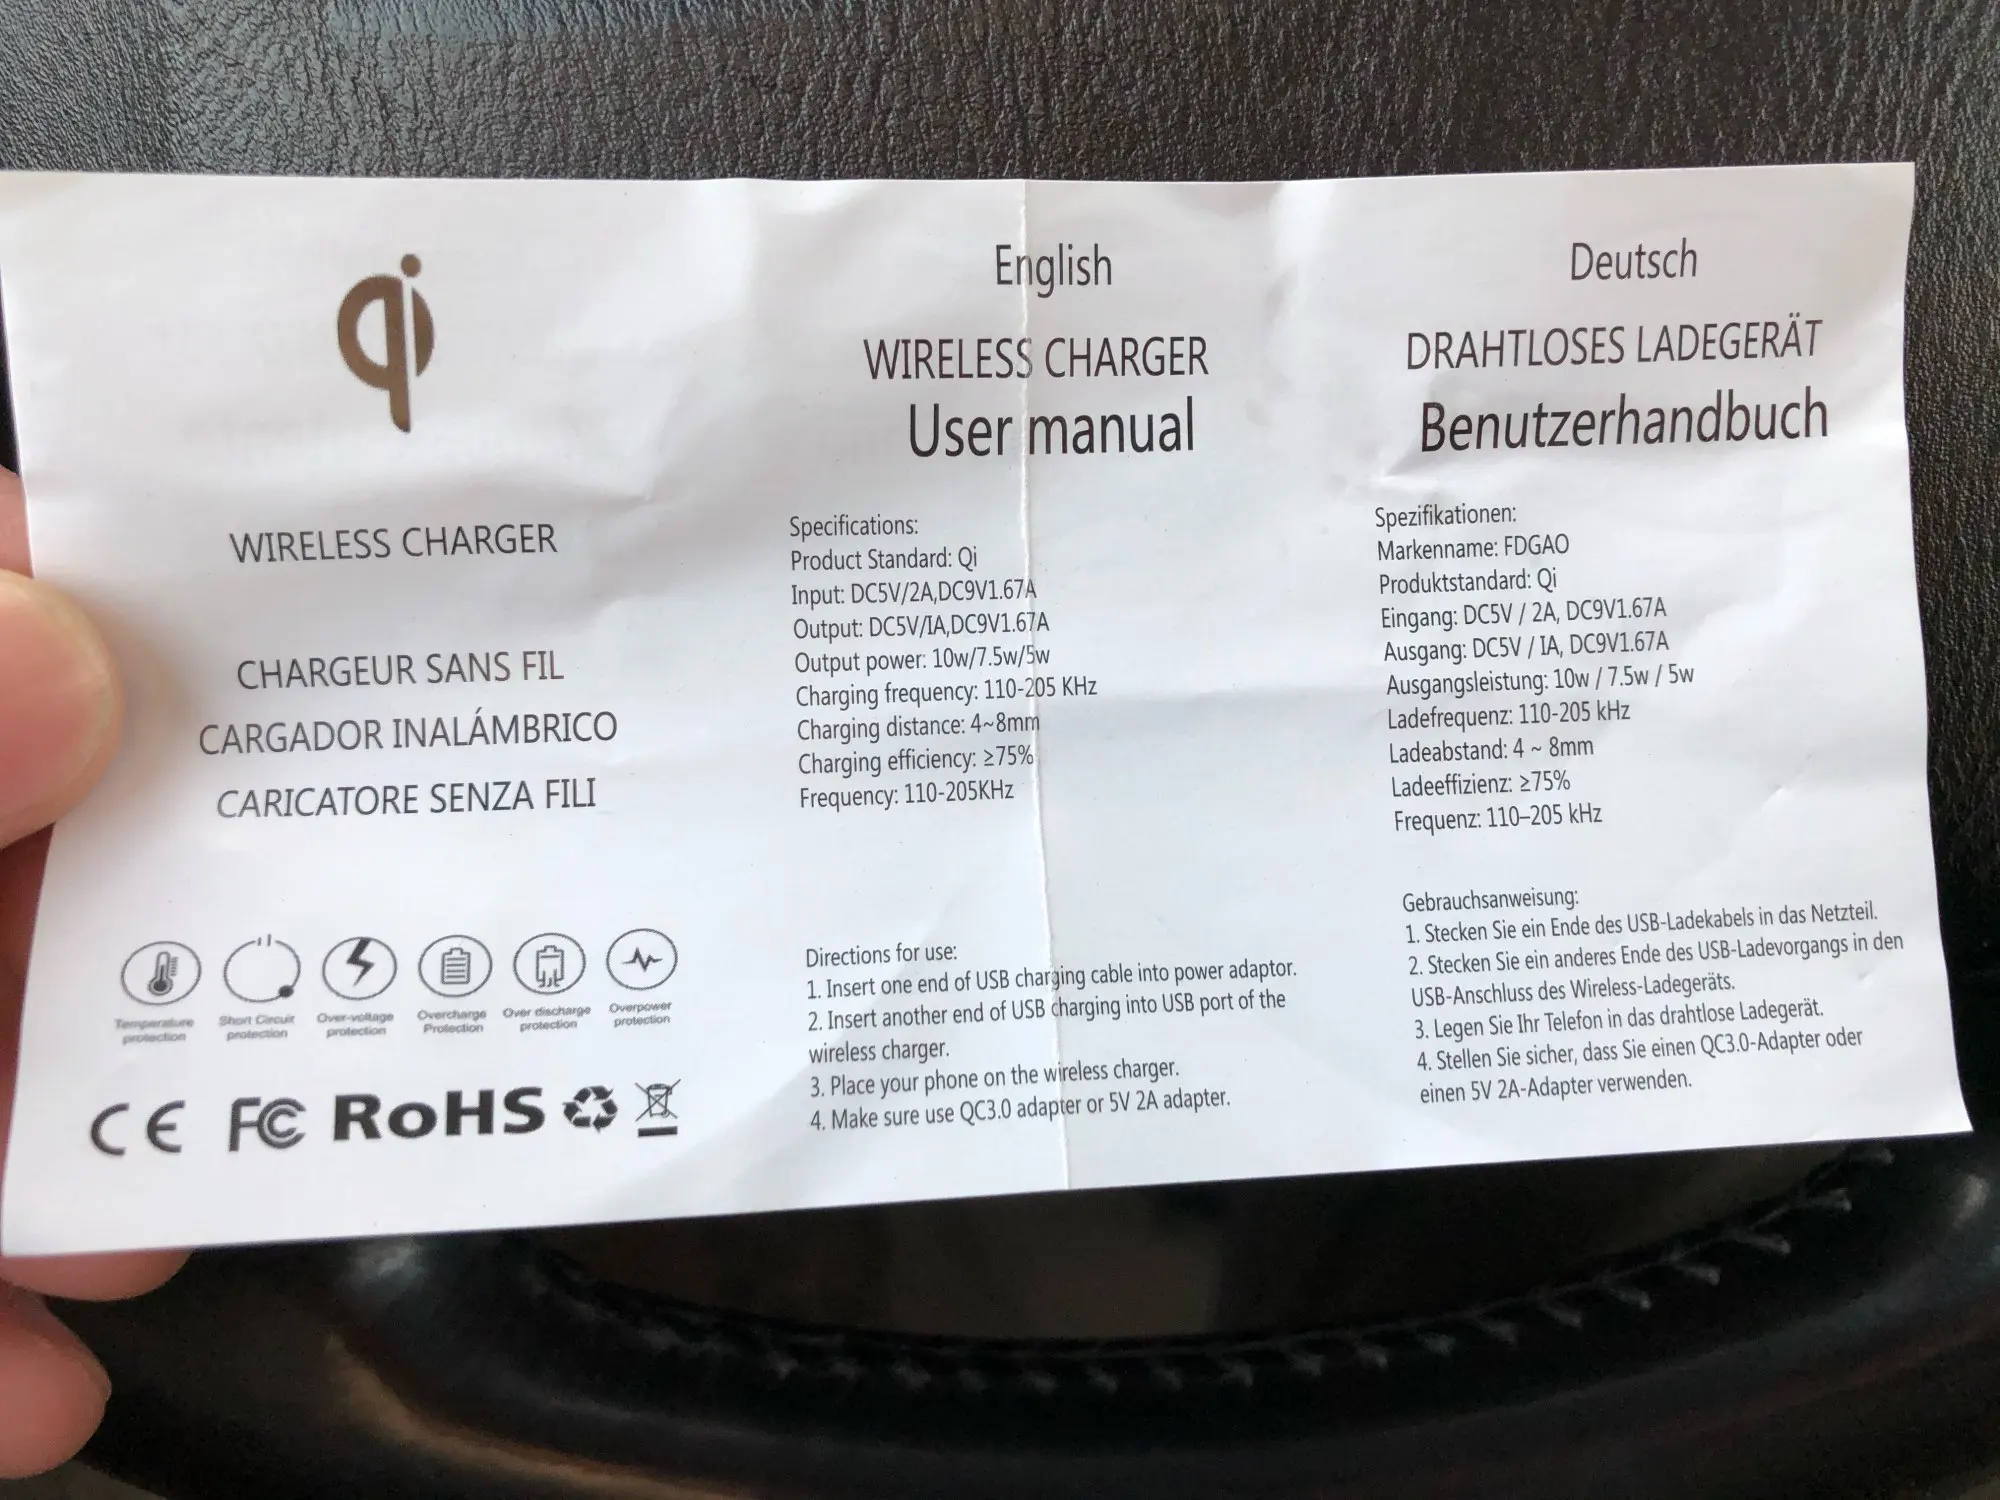 qi
WIRELESS CHARGER
CHARGEUR SANS FIL
CARGADOR INALÁMBRICO
CARICATORE SENZA FILI
Temperature
protection
Short Circuit
protection
Over-voltage
protection
Overcharge
Protection
Over discharge
protection
Overpower
protection
CE FC RoHS
English
WIRELESS CHARGER
User manual
Specifications:
Product Standard: Qi
Input: DC5V/2A,DC9V1.67A
Output: DC5V/IA,DC9V1.67A
Output power: 10w/7.5w/5w
Charging frequency: 110-205 KHz
Charging distance: 4~8mm
Charging efficiency: ≥75%
Frequency: 110-205KHz
Directions for use:
1. Insert one end of USB charging cable into power adaptor.
2. Insert another end of USB charging into USB port of the
wireless charger.
3. Place your phone on the wireless charger.
4. Make sure use QC3.0 adapter or 5V 2A adapter.
Deutsch
DRAHTLOSES LADEGERÄT
Benutzerhandbuch
Spezifikationen:
Markenname: FDGAO
Produktstandard: Qi
Eingang: DC5V / 2A, DC9V1.67A
Ausgang: DC5V / IA, DC9V1.67A
Ausgangsleistung: 10w / 7.5w / 5w
Ladefrequenz: 110-205 kHz
Ladeabstand: 4 ~ 8mm
Ladeeffizienz: ≥75%
Frequenz: 110–205 kHz
Gebrauchsanweisung:
1. Stecken Sie ein Ende des USB-Ladekabels in das Netzteil.
2. Stecken Sie ein anderes Ende des USB-Ladevorgangs in den
USB-Anschluss des Wireless-Ladegeräts.
3. Legen Sie Ihr Telefon in das drahtlose Ladegerät.
4. Stellen Sie sicher, dass Sie einen QC3.0-Adapter oder
einen 5V 2A-Adapter verwenden.